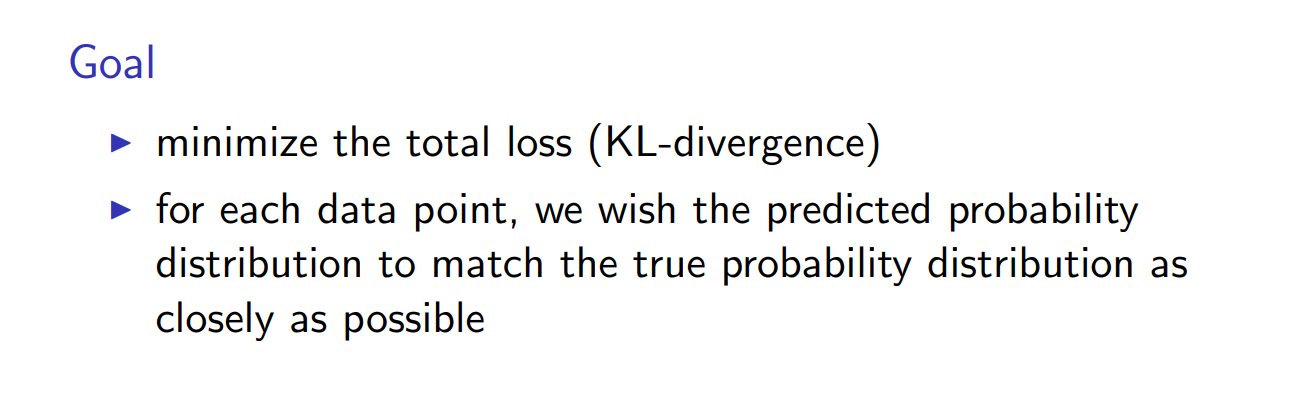 Goal
▶ minimize the total loss (KL-divergence)
▶ for each data point, we wish the predicted probability
distribution to match the true probability distribution as
closely as possible